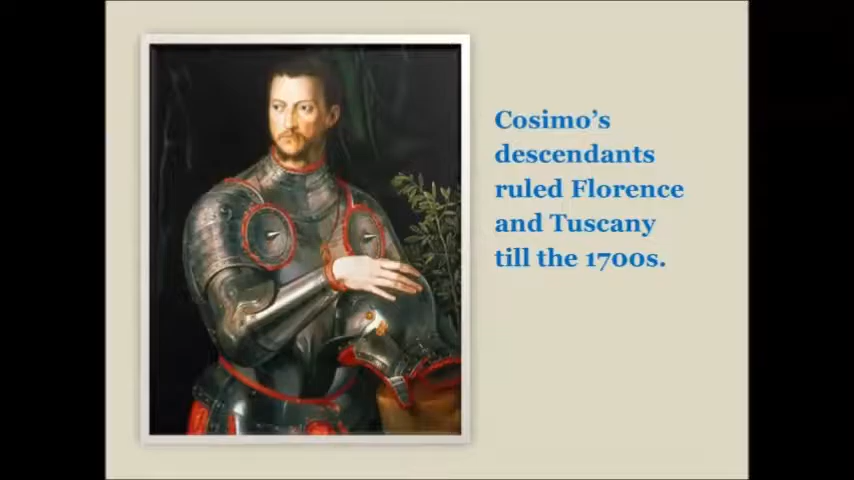 Cosimo’s
descendants
ruled Florence
and Tuscany
till the 1700s.